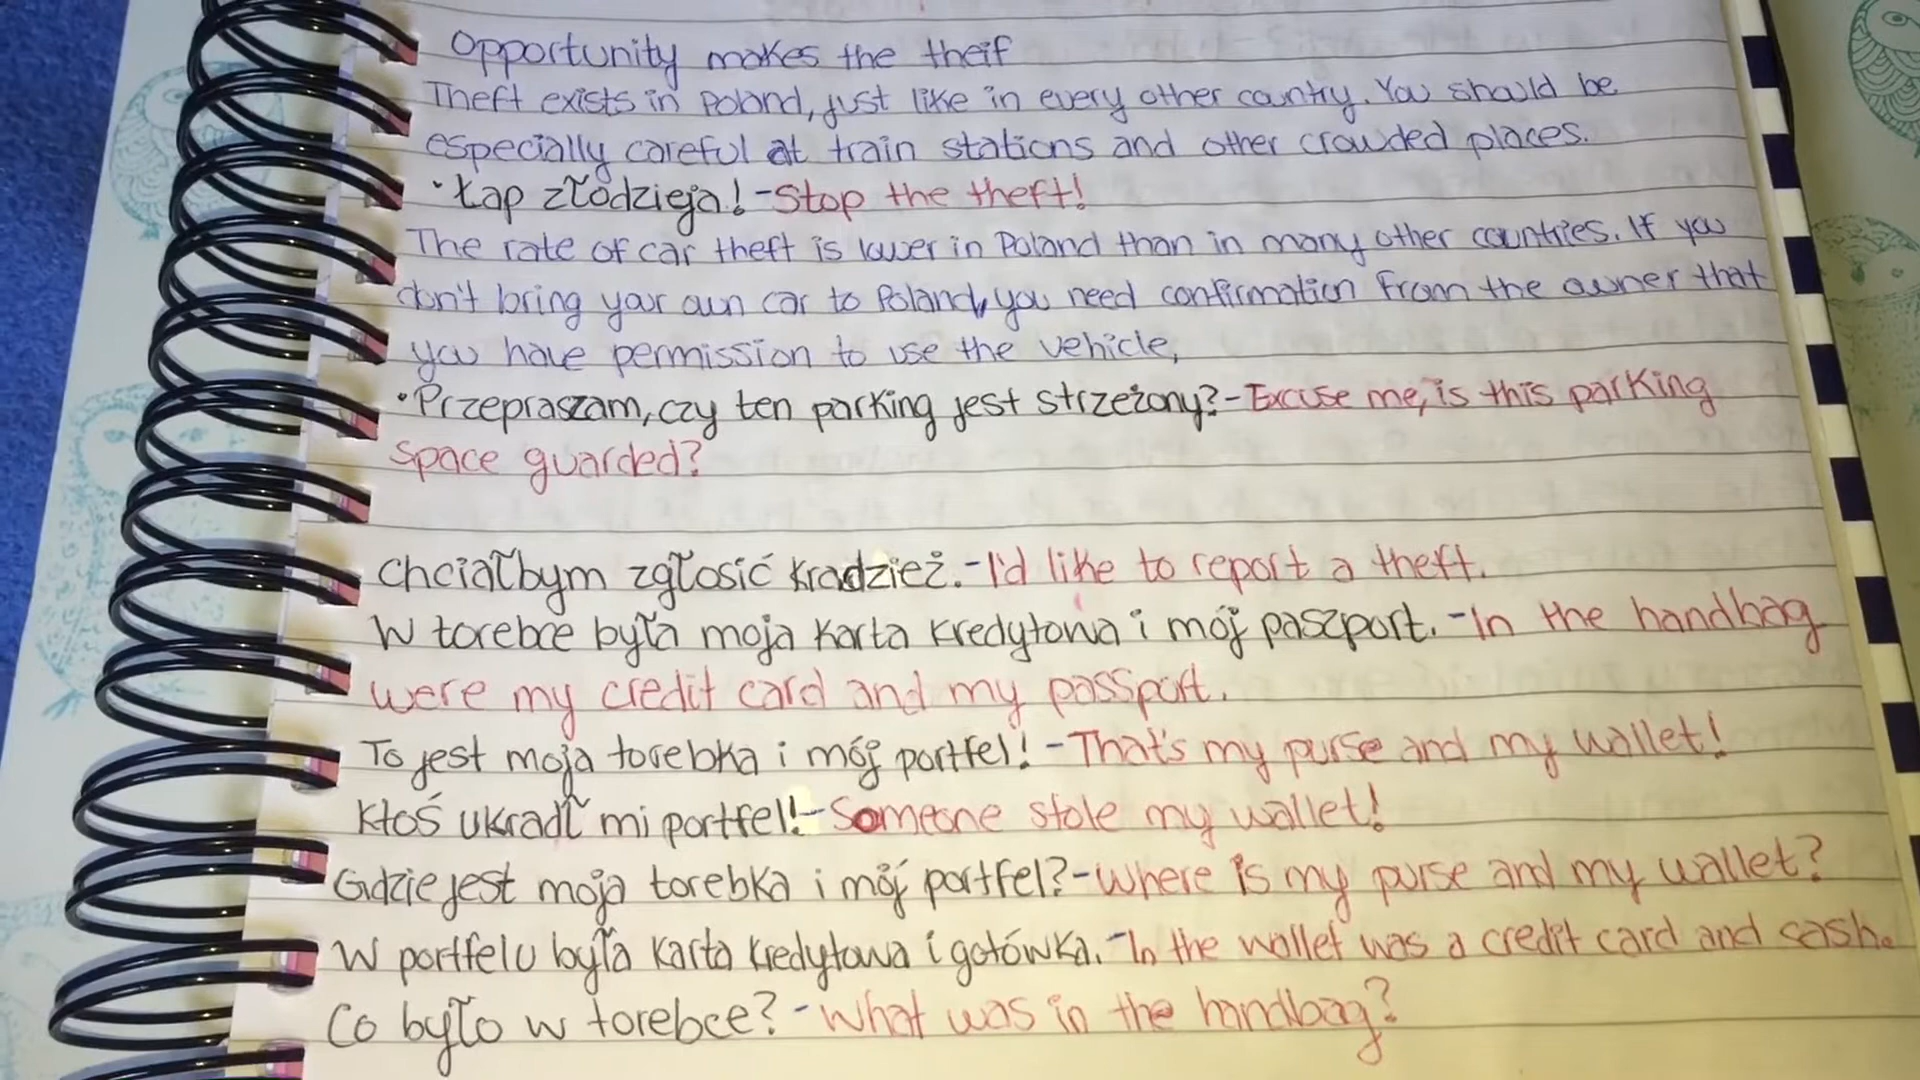 Opportunity makes the theif
Theft exists in Poland, just like in every other country. You should be
especially careful at train stations and other crowded places.
· Łap złodzieja! - Stop the theft!
The rate of car theft is lower in Poland than in many other countries. If you
don't bring your own car to Poland, you need confirmation from the owner that
you have permission to use the vehicle,
· Przepraszam, czy ten parking jest strzeżony? - Excuse me, is this parking
space guarded?
Chciałbym zgłosić kradzież. - I'd like to report a theft.
W torebce była moja karta kredytowa i mój paszport. - In the handbag
were my credit card and my passport.
To jest moja torebka i mój portfel! - That's my purse and my wallet!
Ktoś ukradł mi portfel! - Someone stole my wallet!
Gdzie jest moja torebka i mój portfel? - Where is my purse and my wallet?
W portfelu była karta kredytowa i gotówka. - In the wallet was a credit card and cash.
Co było w torebce? - What was in the handbag?